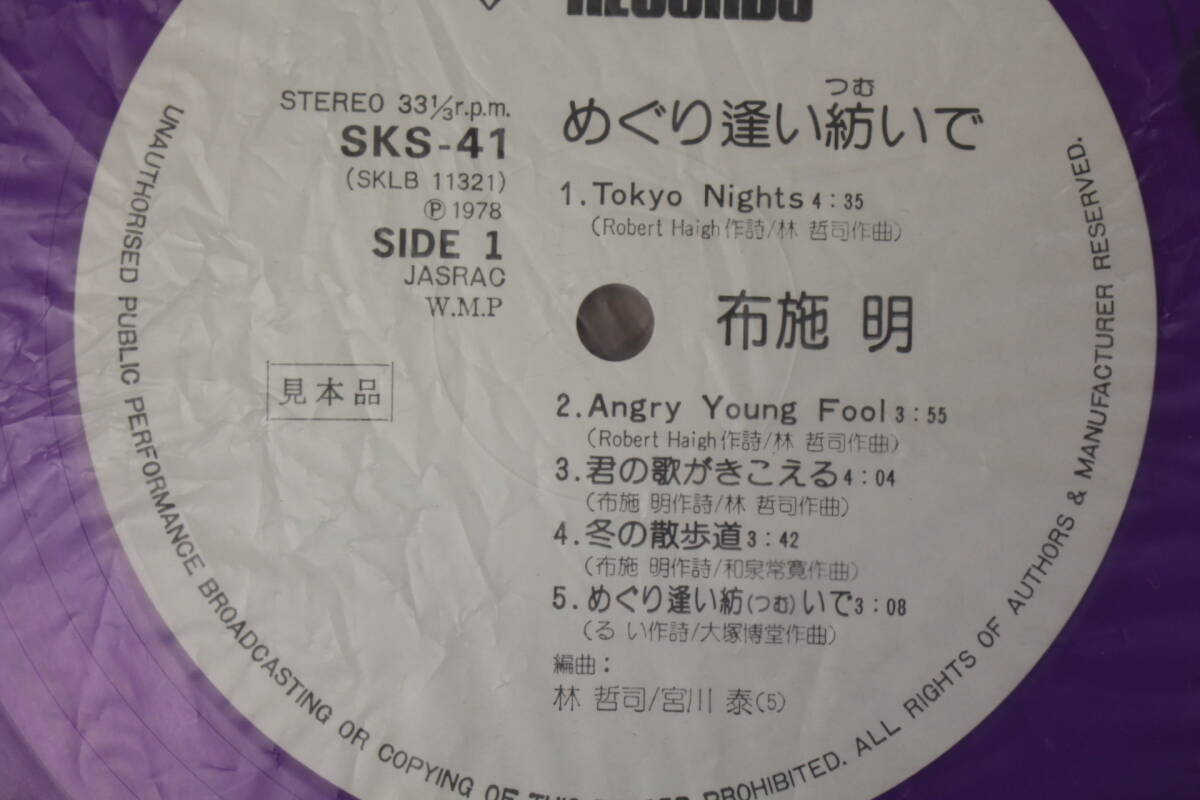 RECORDS
STEREO 33⅓r.p.m.
SKS-41
(SKLB 11321)
Ⓟ1978
SIDE 1
JASRAC
W.M.P
見本品
つむ
めぐり逢い紡いで
1.Tokyo Nights 4:35
(Robert Haigh作詩/林 哲司作曲)
布施 明
2.Angry Young Fool 3:55
(Robert Haigh作詩/林 哲司作曲)
3.君の歌がきこえる 4:04
(布施 明作詩/林 哲司作曲)
4.冬の散歩道 3:42
(布施 明作詩/和泉常寛作曲)
5.めぐり逢い紡(つむ)いで 3:08
(るい作詩/大塚博堂作曲)
編曲:
林 哲司/宮川 泰(5)
UNAUTHORISED PUBLIC PERFORMANCE BROADCASTING OR COPYING OF THIS RECORD PROHIBITED. ALL RIGHTS OF AUTHORS & MANUFACTURER RESERVED.